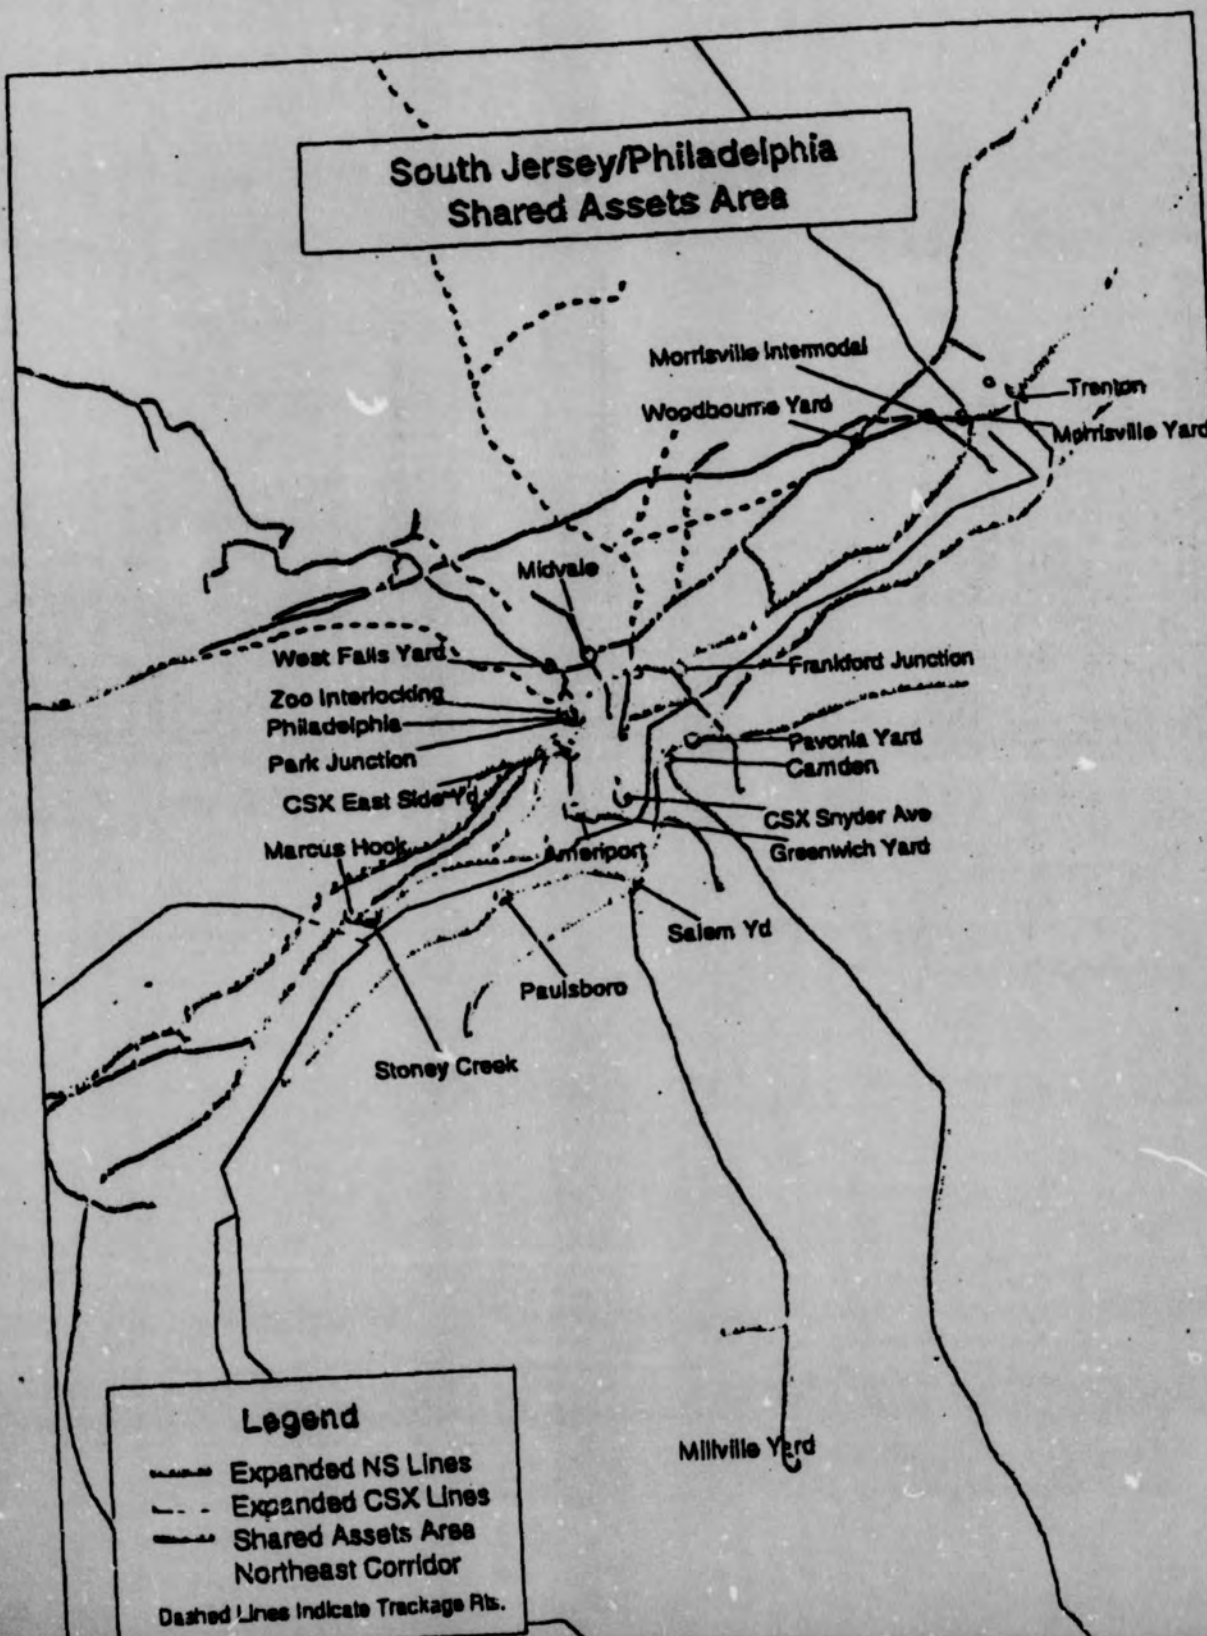 South Jersey/Philadelphia
Shared Assets Area
Morrisville Intermodal
Woodbourne Yard
Trenton
Morrisville Yard
Midvale
West Falls Yard
Frankford Junction
Zoo Interlocking
Philadelphia
Park Junction
Pavonia Yard
Camden
CSX East Side Yd
CSX Snyder Ave
Marcus Hook
Ameriport
Greenwich Yard
Salem Yd
Paulsboro
Stoney Creek
Millville Yard
Legend
Expanded NS Lines
Expanded CSX Lines
Shared Assets Area
Northeast Corridor
Dashed Lines Indicate Trackage Rts.